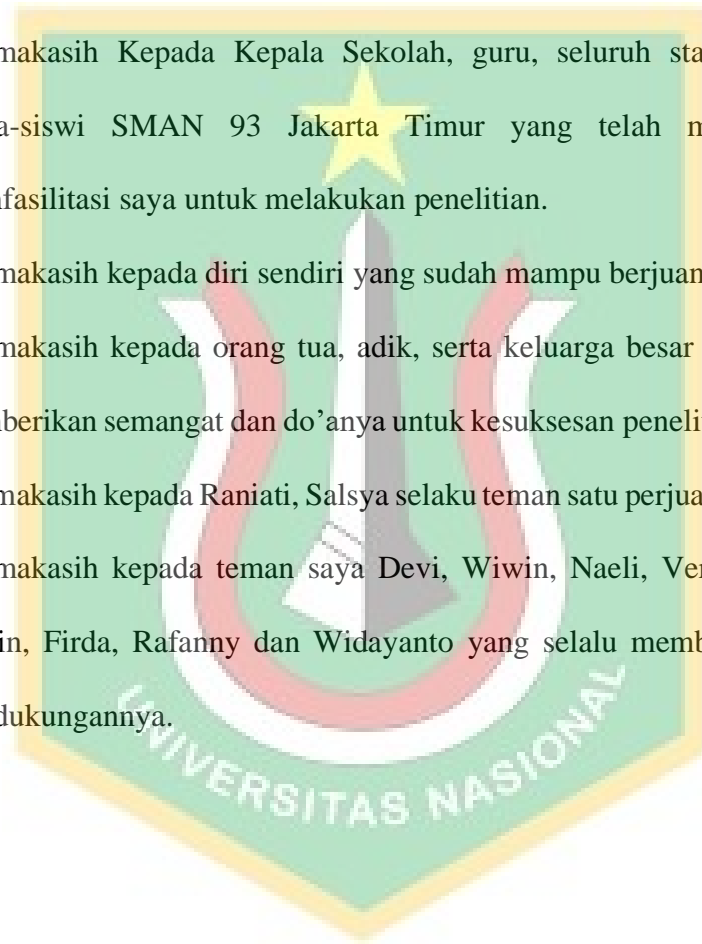 makasih Kepada Kepala Sekolah, guru, seluruh sta
a-siswi SMAN 93 Jakarta Timur yang telah m
fasilitasi saya untuk melakukan penelitian.
makasih kepada diri sendiri yang sudah mampu berjuan
makasih kepada orang tua, adik, serta keluarga besar
berikan semangat dan do’anya untuk kesuksesan penelit
makasih kepada Raniati, Salsya selaku teman satu perjua
makasih kepada teman saya Devi, Wiwin, Naeli, Ver
in, Firda, Rafanny dan Widayanto yang selalu memb
dukungannya.
UNIVERSITAS NASIONAL